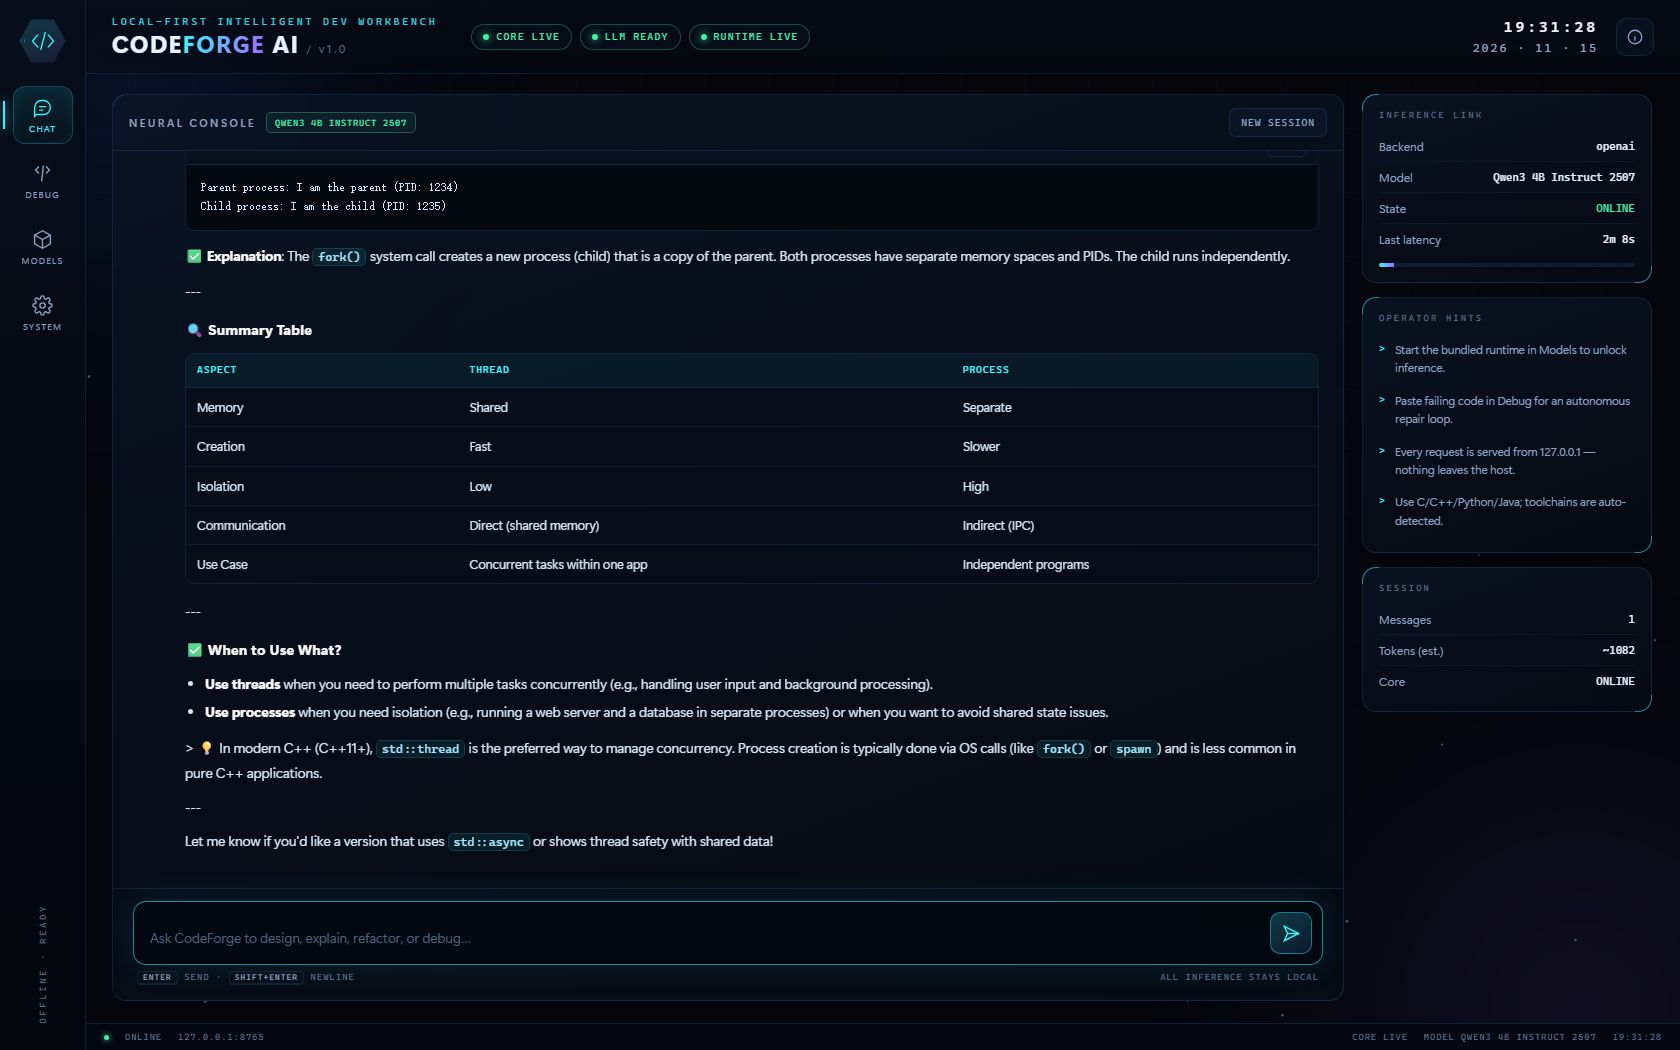 LOCAL-FIRST INTELLIGENT DEV WORKBENCH
CODEFORGE AI / v1.0
CORE LIVE
LLM READY
RUNTIME LIVE
19:31:28
2026 · 11 · 15
CHAT
DEBUG
MODELS
SYSTEM
OFFLINE · READY
NEURAL CONSOLE
QWEN3 4B INSTRUCT 2507
NEW SESSION
Parent process: I am the parent (PID: 1234)
Child process: I am the child (PID: 1235)
✅ Explanation: The fork() system call creates a new process (child) that is a copy of the parent. Both processes have separate memory spaces and PIDs. The child runs independently.
---
🔍 Summary Table
ASPECT THREAD PROCESS
Memory Shared Separate
Creation Fast Slower
Isolation Low High
Communication Direct (shared memory) Indirect (IPC)
Use Case Concurrent tasks within one app Independent programs
---
✅ When to Use What?
• Use threads when you need to perform multiple tasks concurrently (e.g., handling user input and background processing).
• Use processes when you need isolation (e.g., running a web server and a database in separate processes) or when you want to avoid shared state issues.
> 💡 In modern C++ (C++11+), std::thread is the preferred way to manage concurrency. Process creation is typically done via OS calls (like fork() or spawn) and is less common in
pure C++ applications.
---
Let me know if you'd like a version that uses std::async or shows thread safety with shared data!
Ask CodeForge to design, explain, refactor, or debug...
ENTER SEND · SHIFT+ENTER NEWLINE
ALL INFERENCE STAYS LOCAL
INFERENCE LINK
Backend openai
Model Qwen3 4B Instruct 2507
State ONLINE
Last latency 2m 8s
OPERATOR HINTS
> Start the bundled runtime in Models to unlock
inference.
> Paste failing code in Debug for an autonomous
repair loop.
> Every request is served from 127.0.0.1 —
nothing leaves the host.
> Use C/C++/Python/Java; toolchains are auto-
detected.
SESSION
Messages 1
Tokens (est.) ~1082
Core ONLINE
ONLINE 127.0.0.1:8765
CORE LIVE MODEL QWEN3 4B INSTRUCT 2507 19:31:28